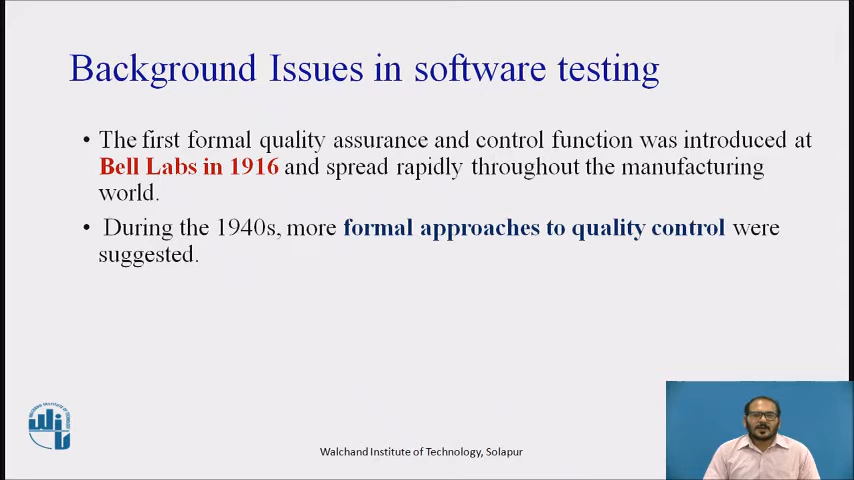 Background Issues in software testing
• The first formal quality assurance and control function was introduced at
Bell Labs in 1916 and spread rapidly throughout the manufacturing
world.
• During the 1940s, more formal approaches to quality control were
suggested.
Walchand Institute of Technology, Solapur